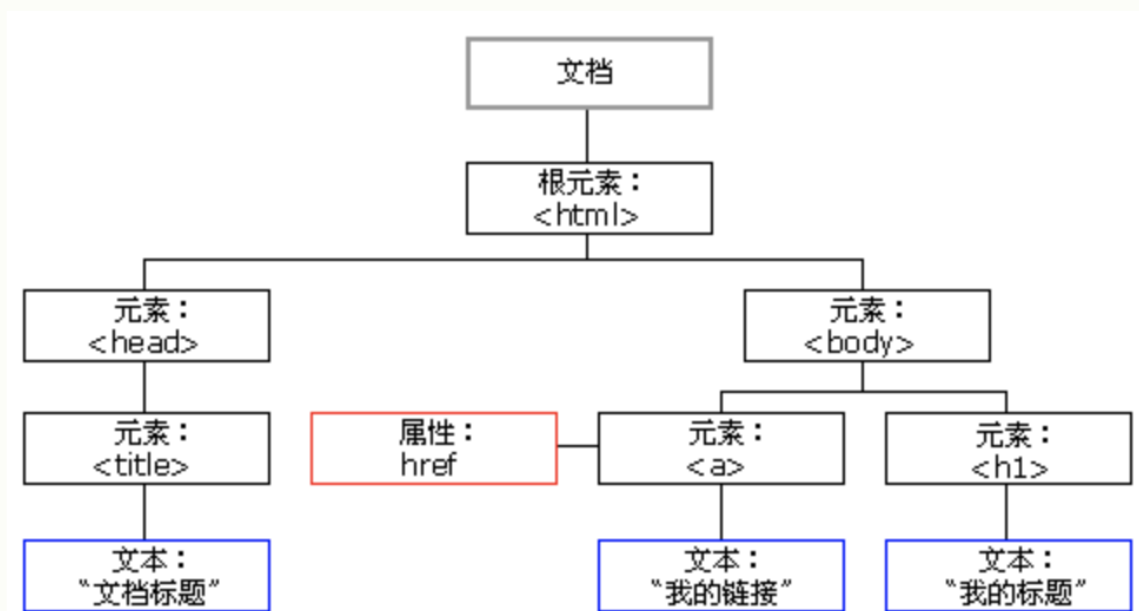 文档
根元素：
<html>
元素：
<head>
元素：
<body>
元素：
<title>
属性：
href
元素：
<a>
元素：
<h1>
文本：
“文档标题”
文本：
“我的链接”
文本：
“我的标题”